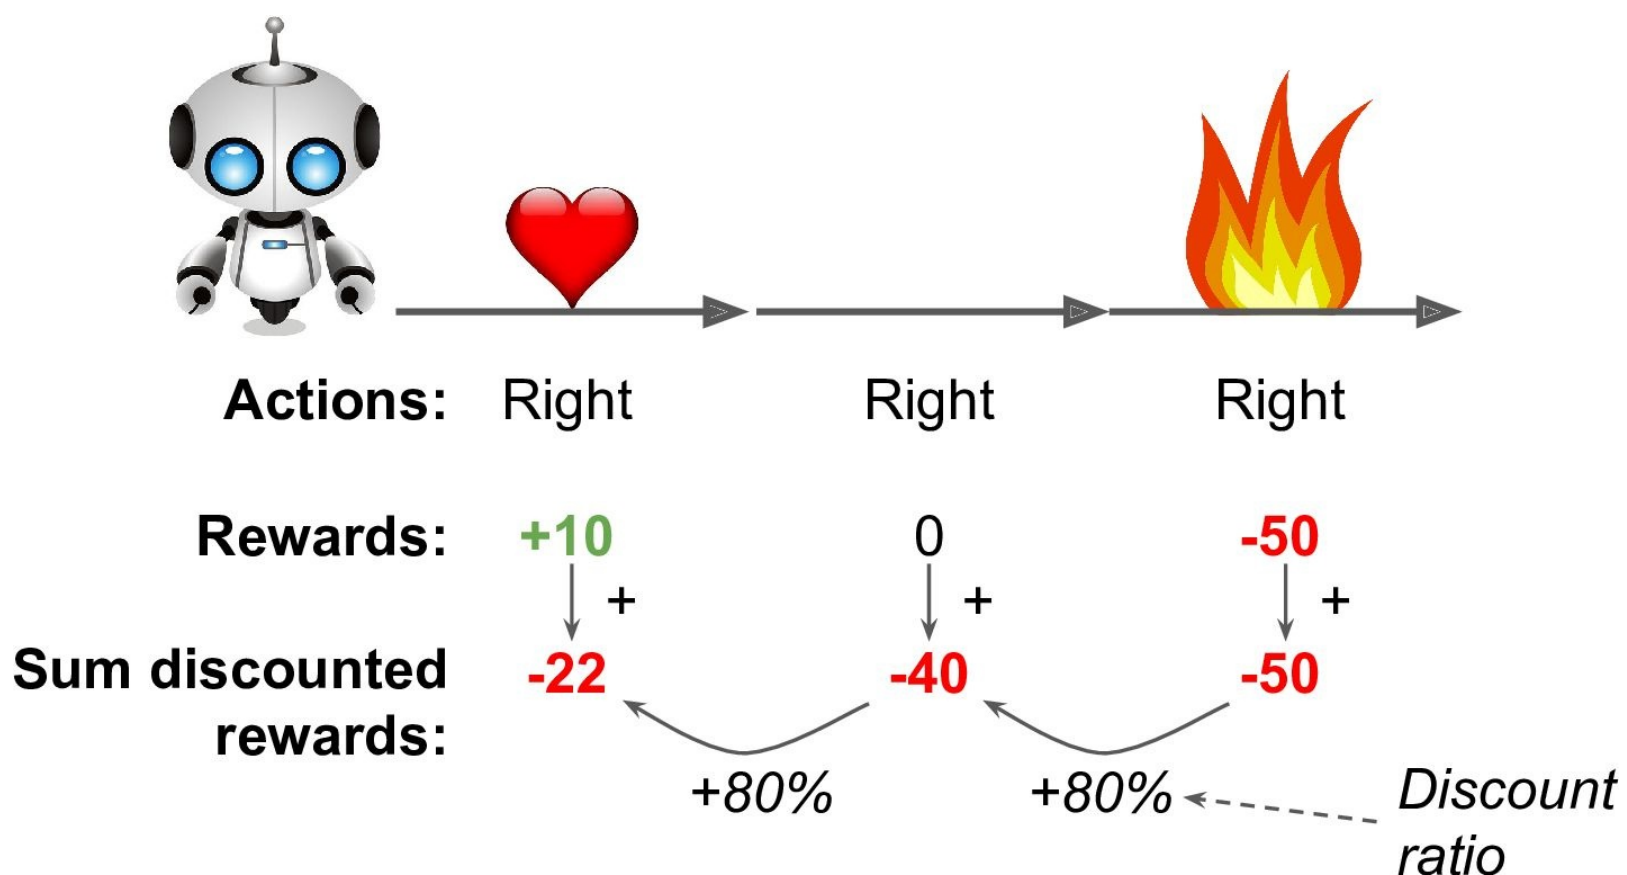 Actions: Right Right Right
Rewards: +10 0 -50
+ + +
Sum discounted
rewards: -22 -40 -50
+80% +80% Discount
ratio